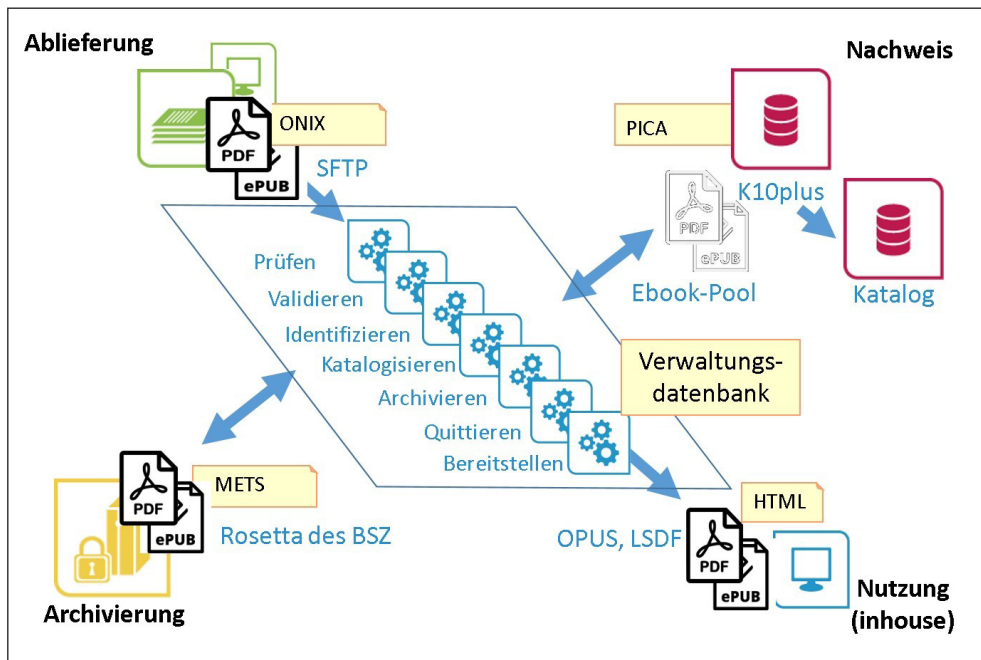 Ablieferung
Nachweis
ONIX
PDF
ePUB
SFTP
PICA
K10plus
PDF
ePUB
Ebook-Pool
Katalog
Prüfen
Validieren
Identifizieren
Katalogisieren
Archivieren
Quittieren
Bereitstellen
Verwaltungs-
datenbank
METS
PDF
ePUB
Rosetta des BSZ
Archivierung
HTML
OPUS, LSDF
PDF
ePUB
Nutzung
(inhouse)